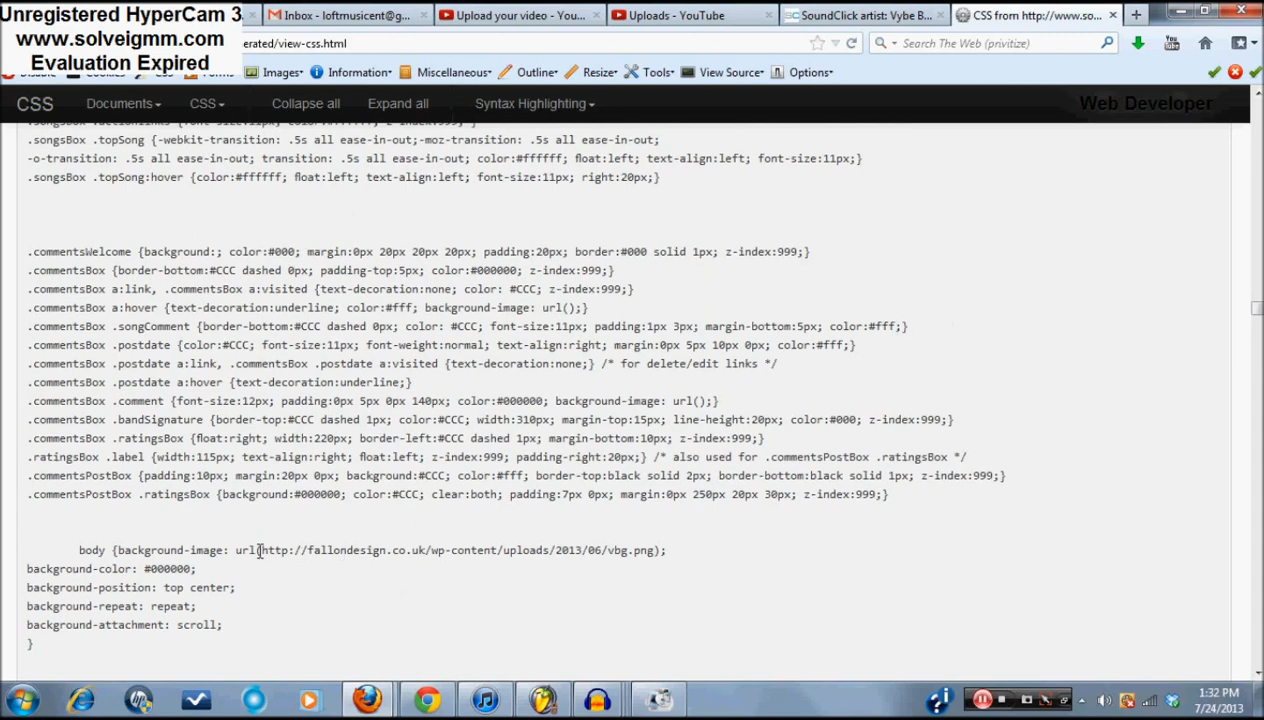 Unregistered HyperCam 3.
www.solveigmm.com
Evaluation Expired
Inbox - loftmusicent@g...
Upload your video - You...
Uploads - YouTube
SoundClick artist: Vybe B...
CSS from http://www.so...
erated/view-css.html
Search The Web (privitize)
Images
Information
Miscellaneous
Outline
Resize
Tools
View Source
Options
CSS Documents CSS Collapse all Expand all Syntax Highlighting Web Developer
.songsBox .topSong {-webkit-transition: .5s all ease-in-out;-moz-transition: .5s all ease-in-out;
-o-transition: .5s all ease-in-out; transition: .5s all ease-in-out; color:#ffffff; float:left; text-align:left; font-size:11px;}
.songsBox .topSong:hover {color:#ffffff; float:left; text-align:left; font-size:11px; right:20px;}
.commentsWelcome {background:; color:#000; margin:0px 20px 20px 20px; padding:20px; border:#000 solid 1px; z-index:999;}
.commentsBox {border-bottom:#CCC dashed 0px; padding-top:5px; color:#000000; z-index:999;}
.commentsBox a:link, .commentsBox a:visited {text-decoration:none; color: #CCC; z-index:999;}
.commentsBox a:hover {text-decoration:underline; color:#fff; background-image: url();}
.commentsBox .songComment {border-bottom:#CCC dashed 0px; color: #CCC; font-size:11px; padding:1px 3px; margin-bottom:5px; color:#fff;}
.commentsBox .postdate {color:#CCC; font-size:11px; font-weight:normal; text-align:right; margin:0px 5px 10px 0px; color:#fff;}
.commentsBox .postdate a:link, .commentsBox .postdate a:visited {text-decoration:none;} /* for delete/edit links */
.commentsBox .postdate a:hover {text-decoration:underline;}
.commentsBox .comment {font-size:12px; padding:0px 5px 0px 140px; color:#000000; background-image: url();}
.commentsBox .bandSignature {border-top:#CCC dashed 1px; color:#CCC; width:310px; margin-top:15px; line-height:20px; color:#000; z-index:999;}
.commentsBox .ratingsBox {float:right; width:220px; border-left:#CCC dashed 1px; margin-bottom:10px; z-index:999;}
.ratingsBox .label {width:115px; text-align:right; float:left; z-index:999; padding-right:20px;} /* also used for .commentsPostBox .ratingsBox */
.commentsPostBox {padding:10px; margin:20px 0px; background:#CCC; color:#fff; border-top:black solid 2px; border-bottom:black solid 1px; z-index:999;}
.commentsPostBox .ratingsBox {background:#000000; color:#CCC; clear:both; padding:7px 0px; margin:0px 250px 20px 30px; z-index:999;}
body {background-image: url(http://fallondesign.co.uk/wp-content/uploads/2013/06/vbg.png);
background-color: #000000;
background-position: top center;
background-repeat: repeat;
background-attachment: scroll;
}
1:32 PM
7/24/2013